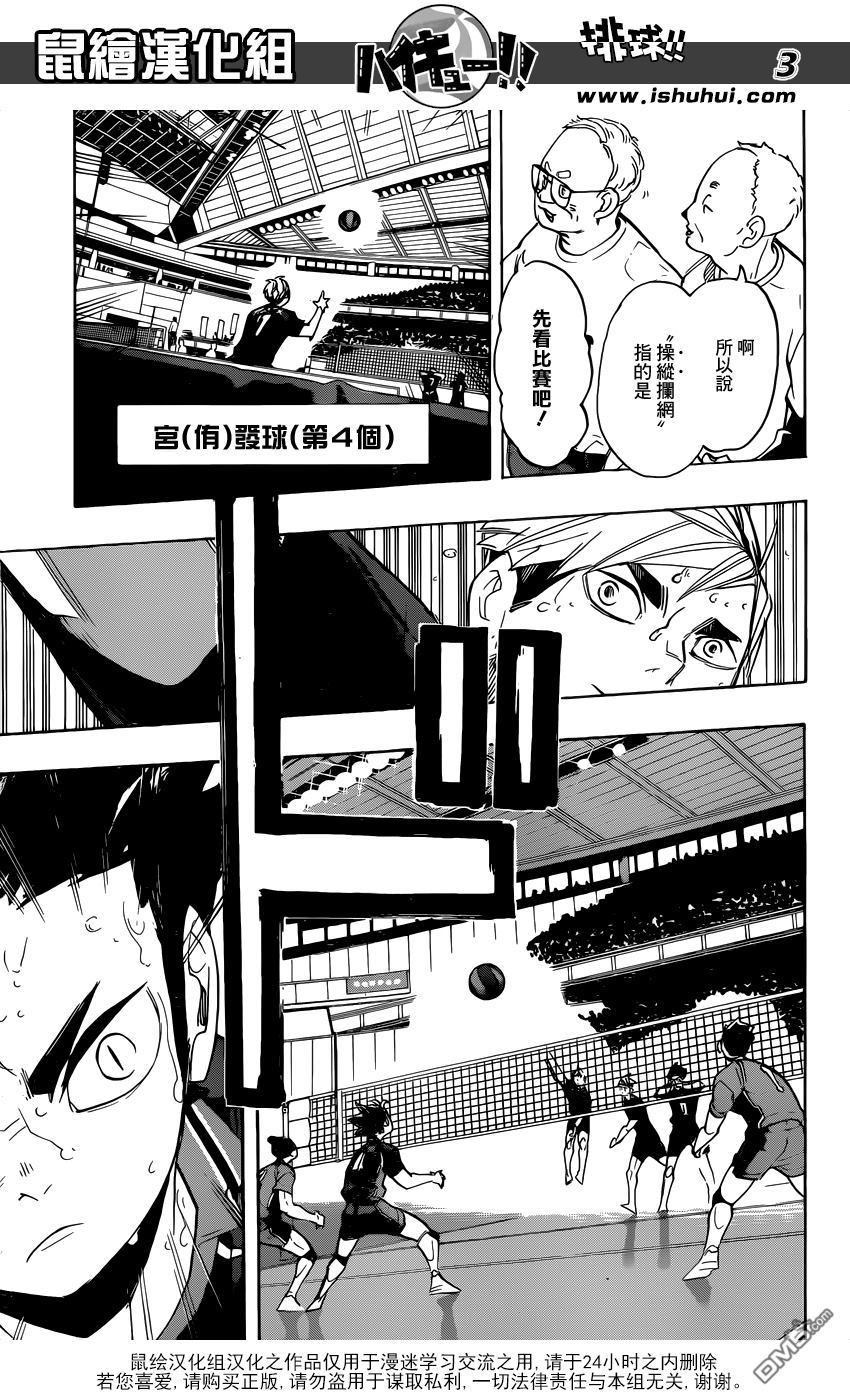 鼠繪漢化組
ハイキュー!!
排球!!
3
www.ishuhui.com
啊
所以說
〝操縱攔網〞
指的是
先看比賽吧！
宮(侑)發球(第4個)
ド
鼠绘汉化组汉化之作品仅用于漫迷学习交流之用, 请于24小时之内删除
若您喜爱, 请购买正版, 请勿盗用于谋取私利, 一切法律责任与本组无关, 谢谢.
DM5.com